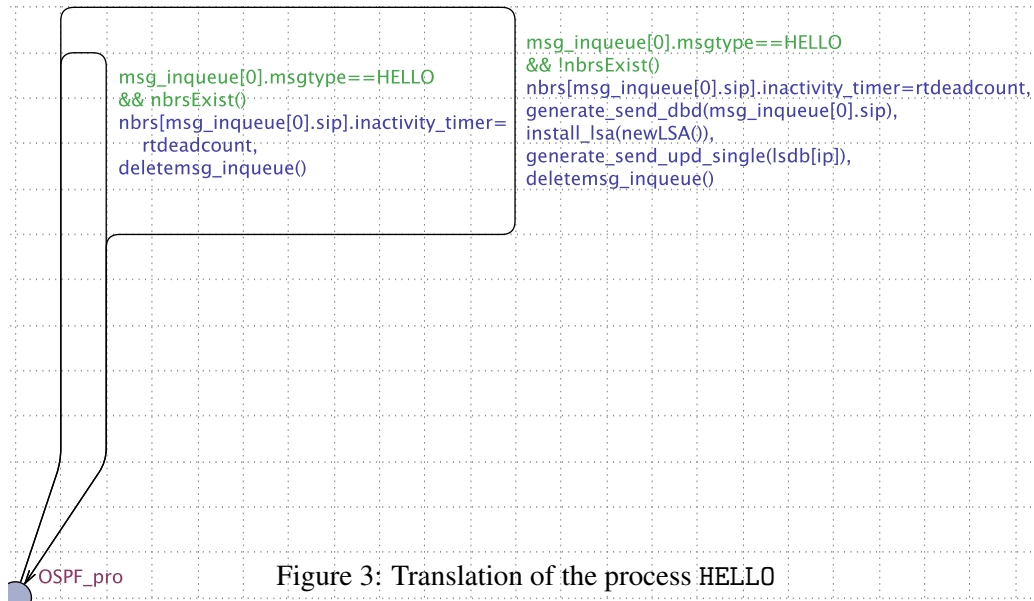 msg_inqueue[0].msgtype==HELLO
&& nbrsExist()
nbrs[msg_inqueue[0].sip].inactivity_timer=
rtdeadcount,
deletemsg_inqueue()
msg_inqueue[0].msgtype==HELLO
&& !nbrsExist()
nbrs[msg_inqueue[0].sip].inactivity_timer=rtdeadcount,
generate_send_dbd(msg_inqueue[0].sip),
install_lsa(newLSA()),
generate_send_upd_single(lsdb[ip]),
deletemsg_inqueue()
OSPF_pro
Figure 3: Translation of the process HELLO